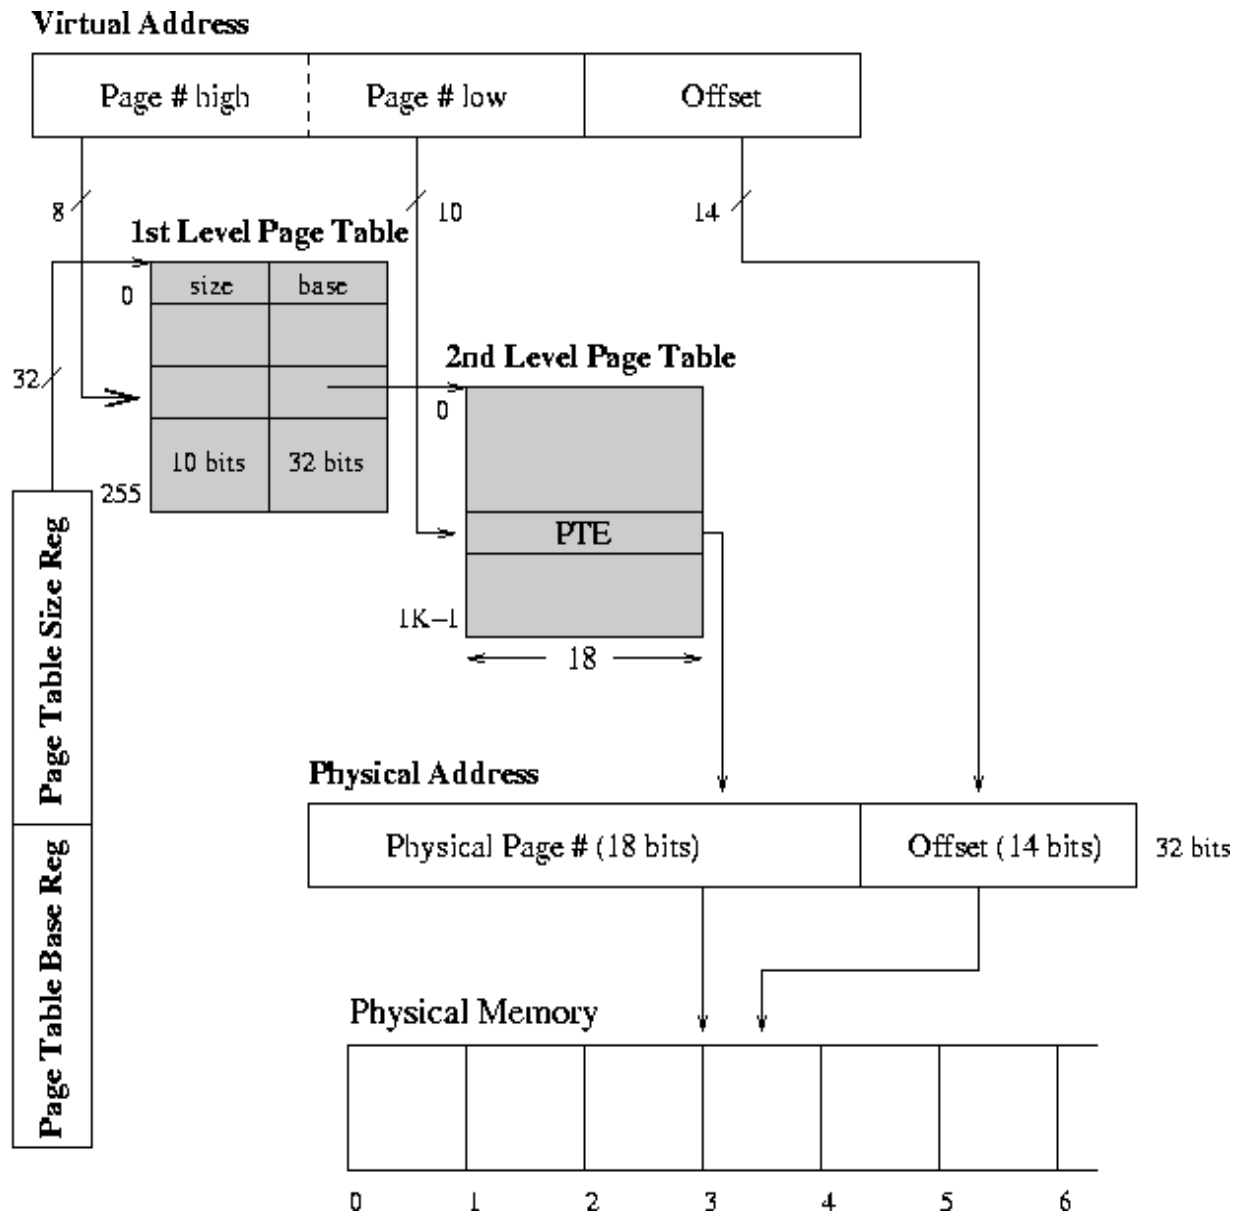 Virtual Address
Page # high
Page # low
Offset
8
10
14
1st Level Page Table
0
size
base
32
2nd Level Page Table
0
10 bits
32 bits
255
PTE
1K–1
18
Page Table Size Reg
Page Table Base Reg
Physical Address
Physical Page # (18 bits)
Offset (14 bits)
32 bits
Physical Memory
0
1
2
3
4
5
6